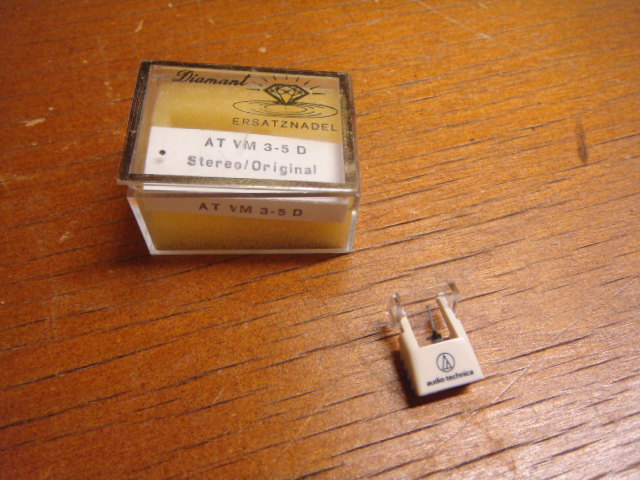 Diamant
ERSATZNADEL
AT VM 3-5 D
Stereo/Original
AT VM 3-5 D
audio-technica